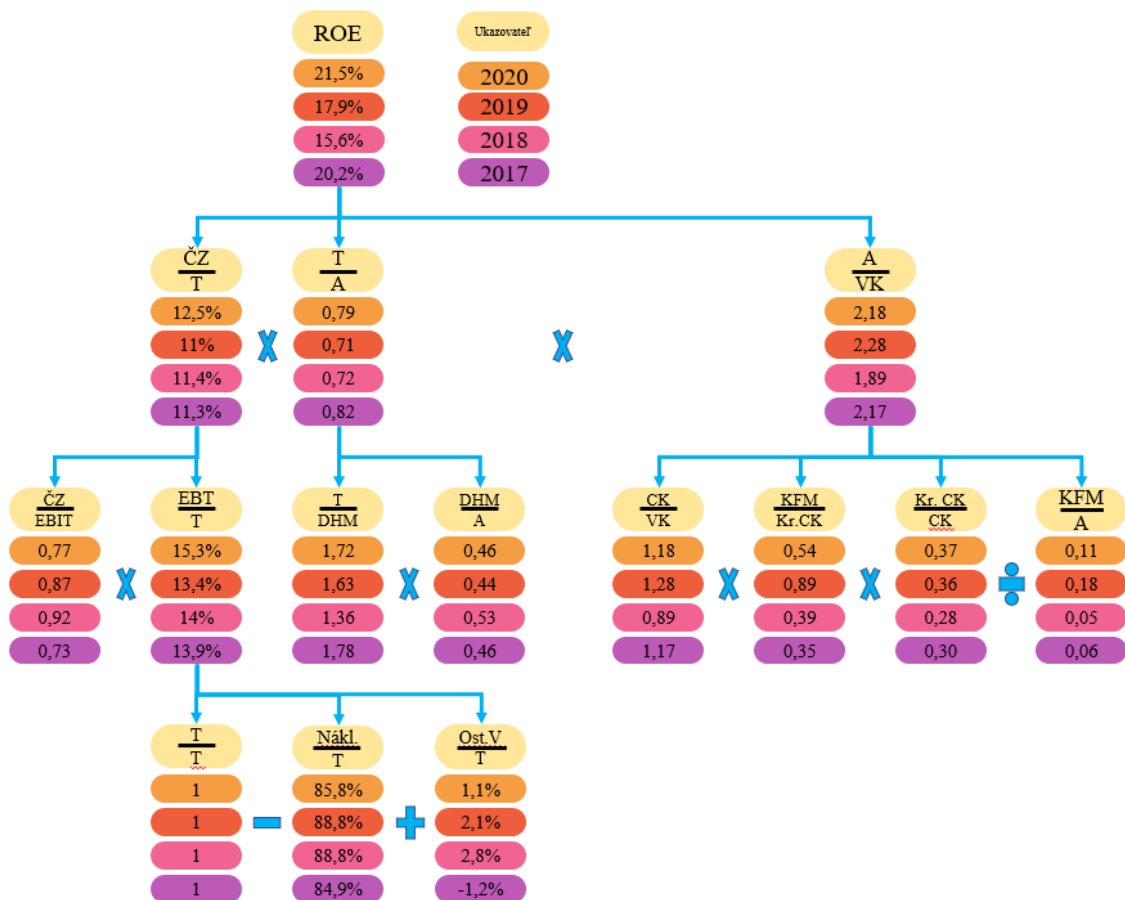 ROE Ukazovateľ
21,5% 2020
17,9% 2019
15,6% 2018
20,2% 2017
ČZ T A
T A VK
12,5% 0,79 2,18
11% 0,71 2,28
11,4% 0,72 1,89
11,3% 0,82 2,17
ČZ EBT T DHM CK KFM Kr. CK KFM
EBIT T DHM A VK Kr.CK CK A
0,77 15,3% 1,72 0,46 1,18 0,54 0,37 0,11
0,87 13,4% 1,63 0,44 1,28 0,89 0,36 0,18
0,92 14% 1,36 0,53 0,89 0,39 0,28 0,05
0,73 13,9% 1,78 0,46 1,17 0,35 0,30 0,06
T Nákl. Ost.V
T T T
1 85,8% 1,1%
1 88,8% 2,1%
1 88,8% 2,8%
1 84,9% -1,2%